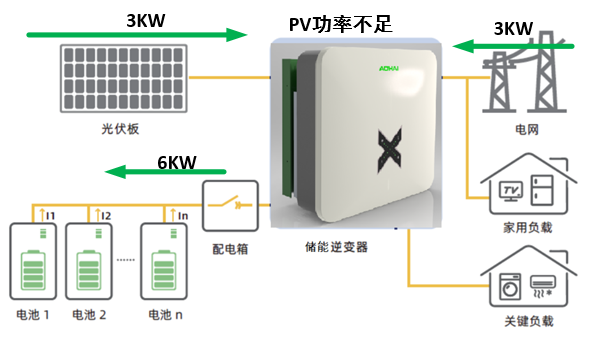 3KW
PV功率不足
3KW
AOHAI
光伏板
电网
6KW
TV
I1
I2
In
配电箱
储能逆变器
家用负载
······
电池 1
电池 2
电池 n
关键负载